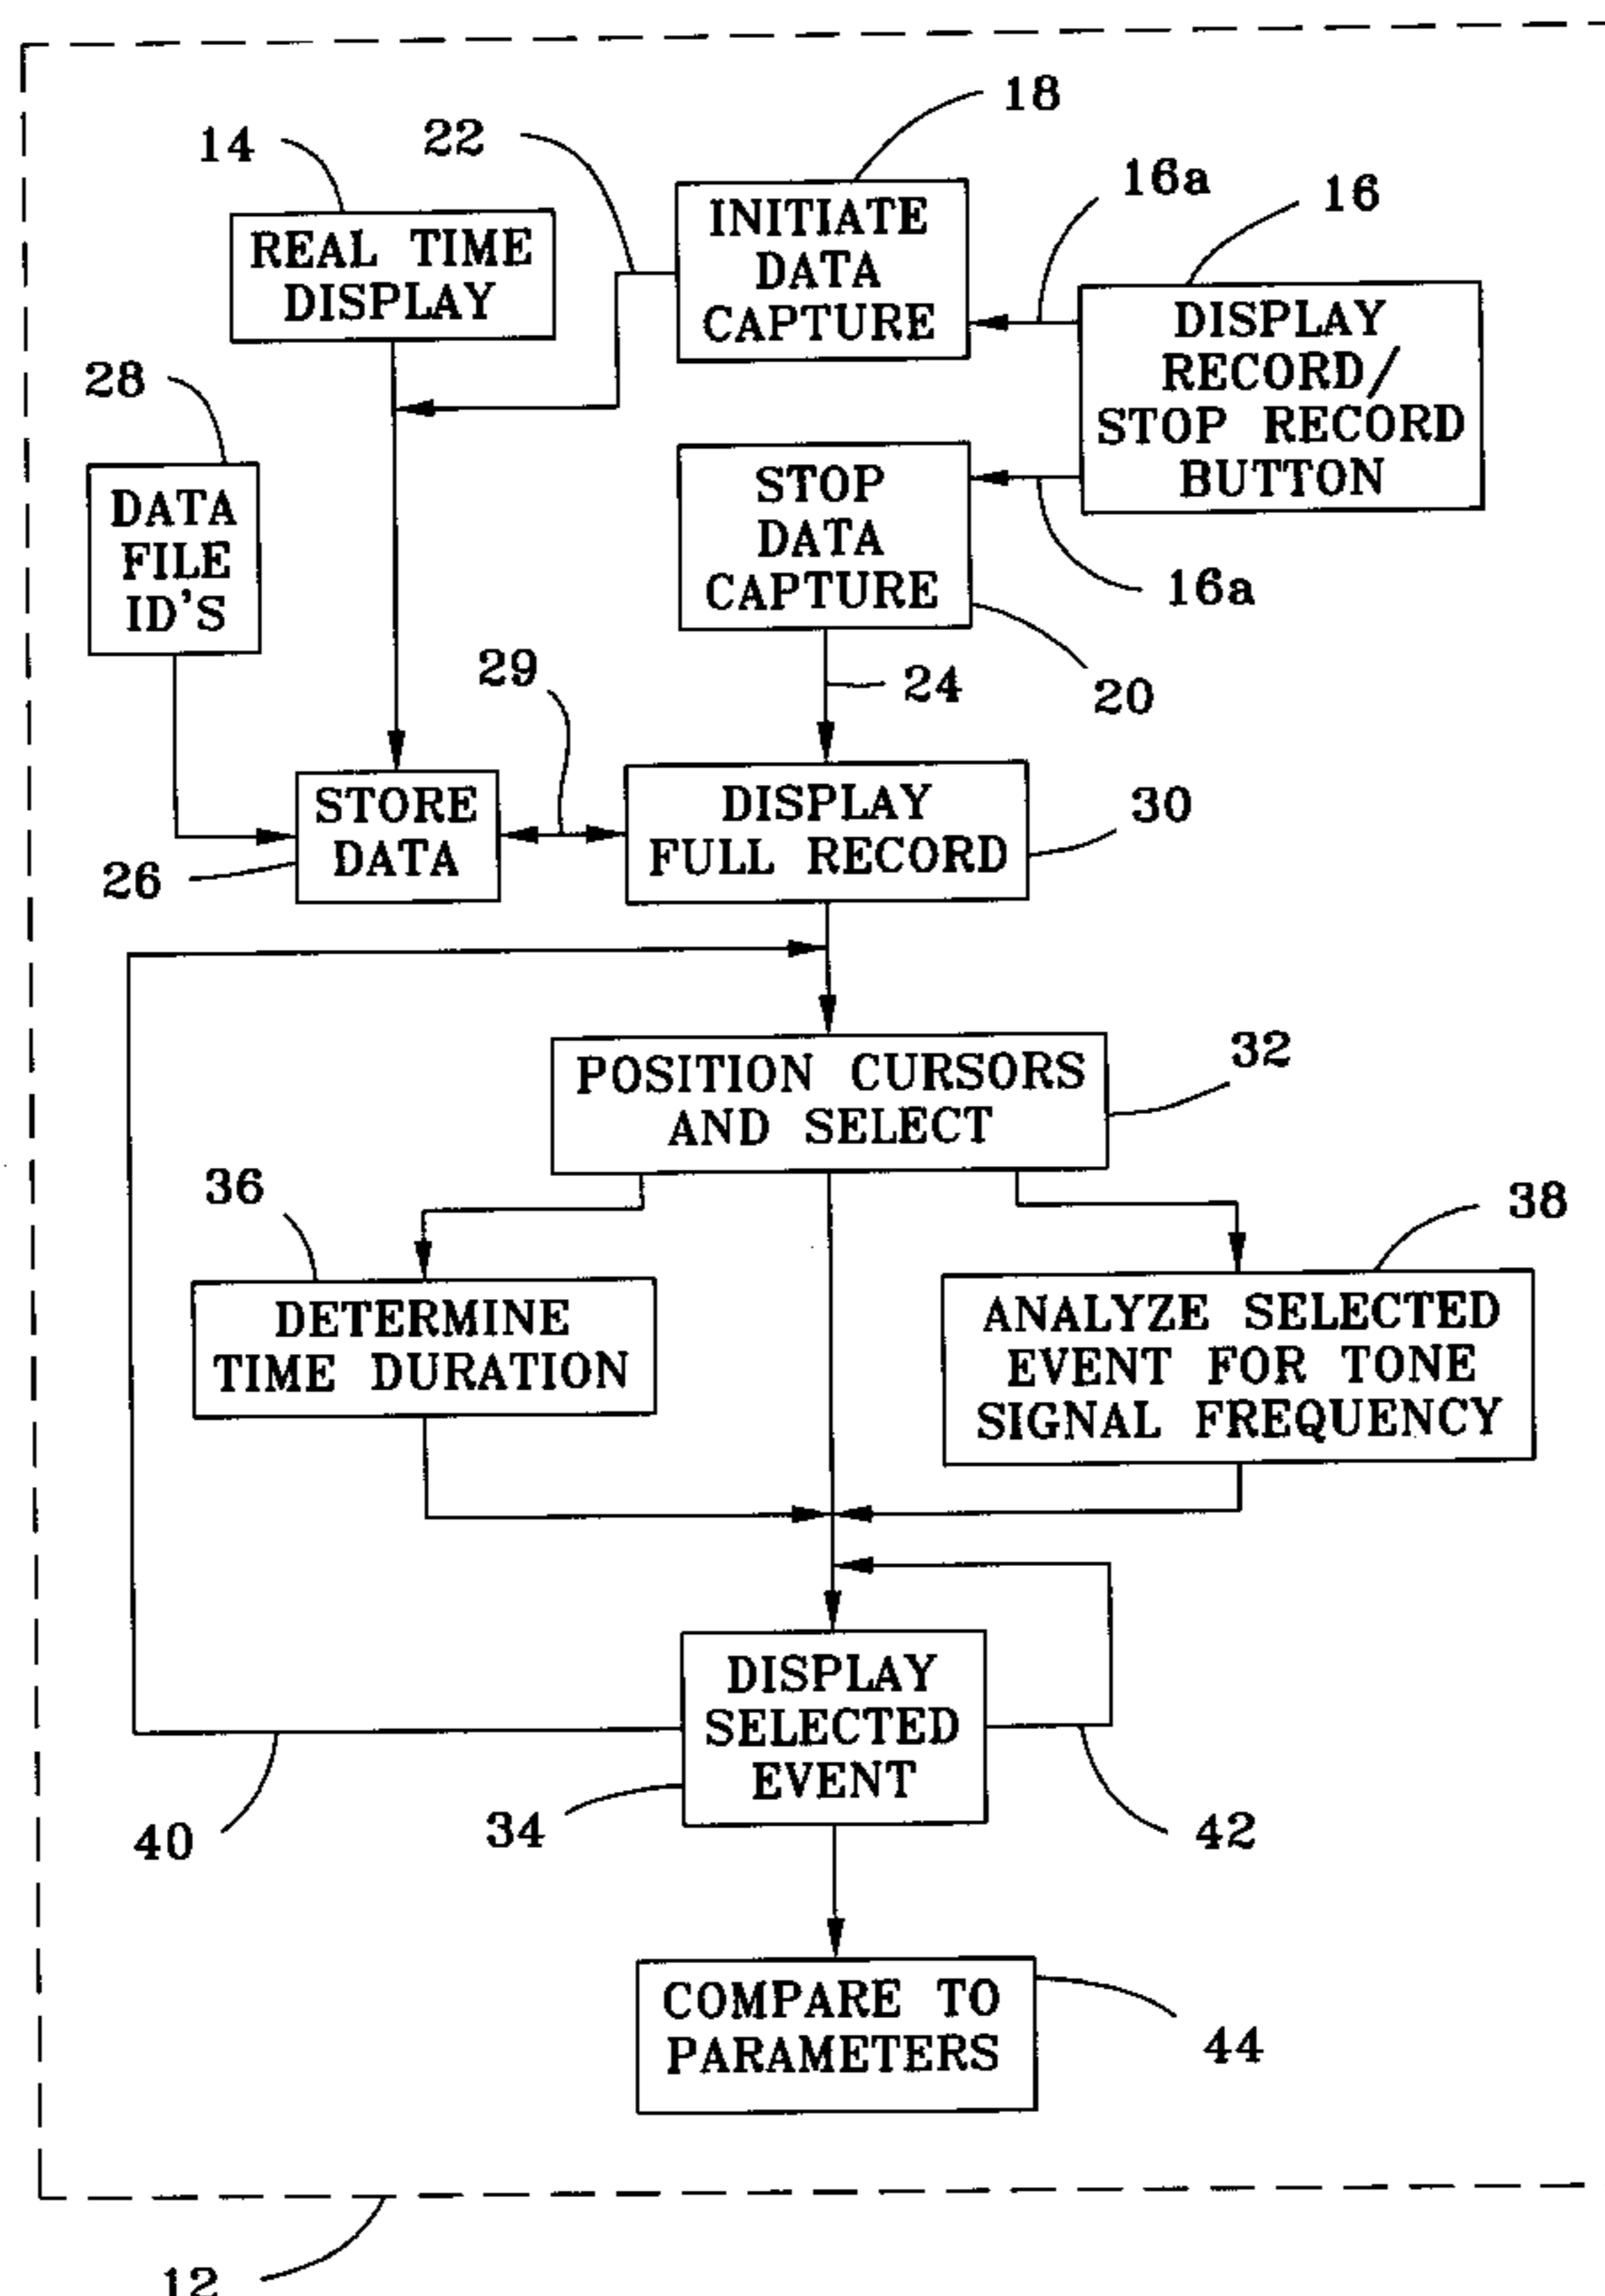 18
22
14
16a
16
INITIATE
DATA
CAPTURE
REAL TIME
DISPLAY
DISPLAY
RECORD/
STOP RECORD
BUTTON
28
STOP
DATA
CAPTURE
DATA
FILE
ID'S
16a
29
24
20
STORE
DATA
DISPLAY
FULL RECORD
30
26
POSITION CURSORS
AND SELECT
32
36
38
DETERMINE
TIME DURATION
ANALYZE SELECTED
EVENT FOR TONE
SIGNAL FREQUENCY
DISPLAY
SELECTED
EVENT
40
34
42
COMPARE TO
PARAMETERS
44
12